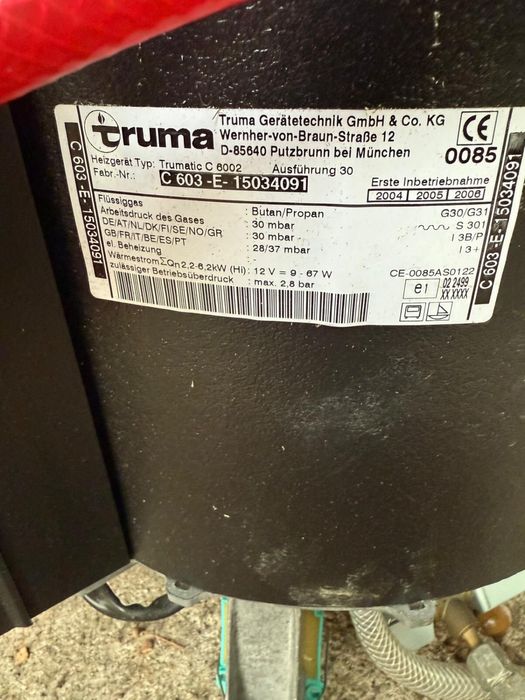 truma
Truma Gerätetechnik GmbH & Co. KG
Wernher-von-Braun-Straße 12
D-85640 Putzbrunn bei München
CE
0085
Heizgerät Typ: Trumatic C 6002 Ausführung 30
Fabr.-Nr.: C 603 -E- 15034091
Erste Inbetriebnahme
2004 2005 2006
Flüssiggas : Butan/Propan G30/G31
Arbeitsdruck des Gases : 30 mbar S 301
DE/AT/NL/DK/FI/SE/NO/GR : 30 mbar I 3B/P
GB/FR/IT/BE/ES/PT : 28/37 mbar I 3+
el. Beheizung
Wärmestrom ΣQn2,2-6,2kW (Hi): 12 V = 9 - 67 W CE-0085AS0122
zulässiger Betriebsüberdruck : max. 2,8 bar
e1 02 2499
XX XXXX
C 603 -E- 15034091
C 603 -E- 15034091